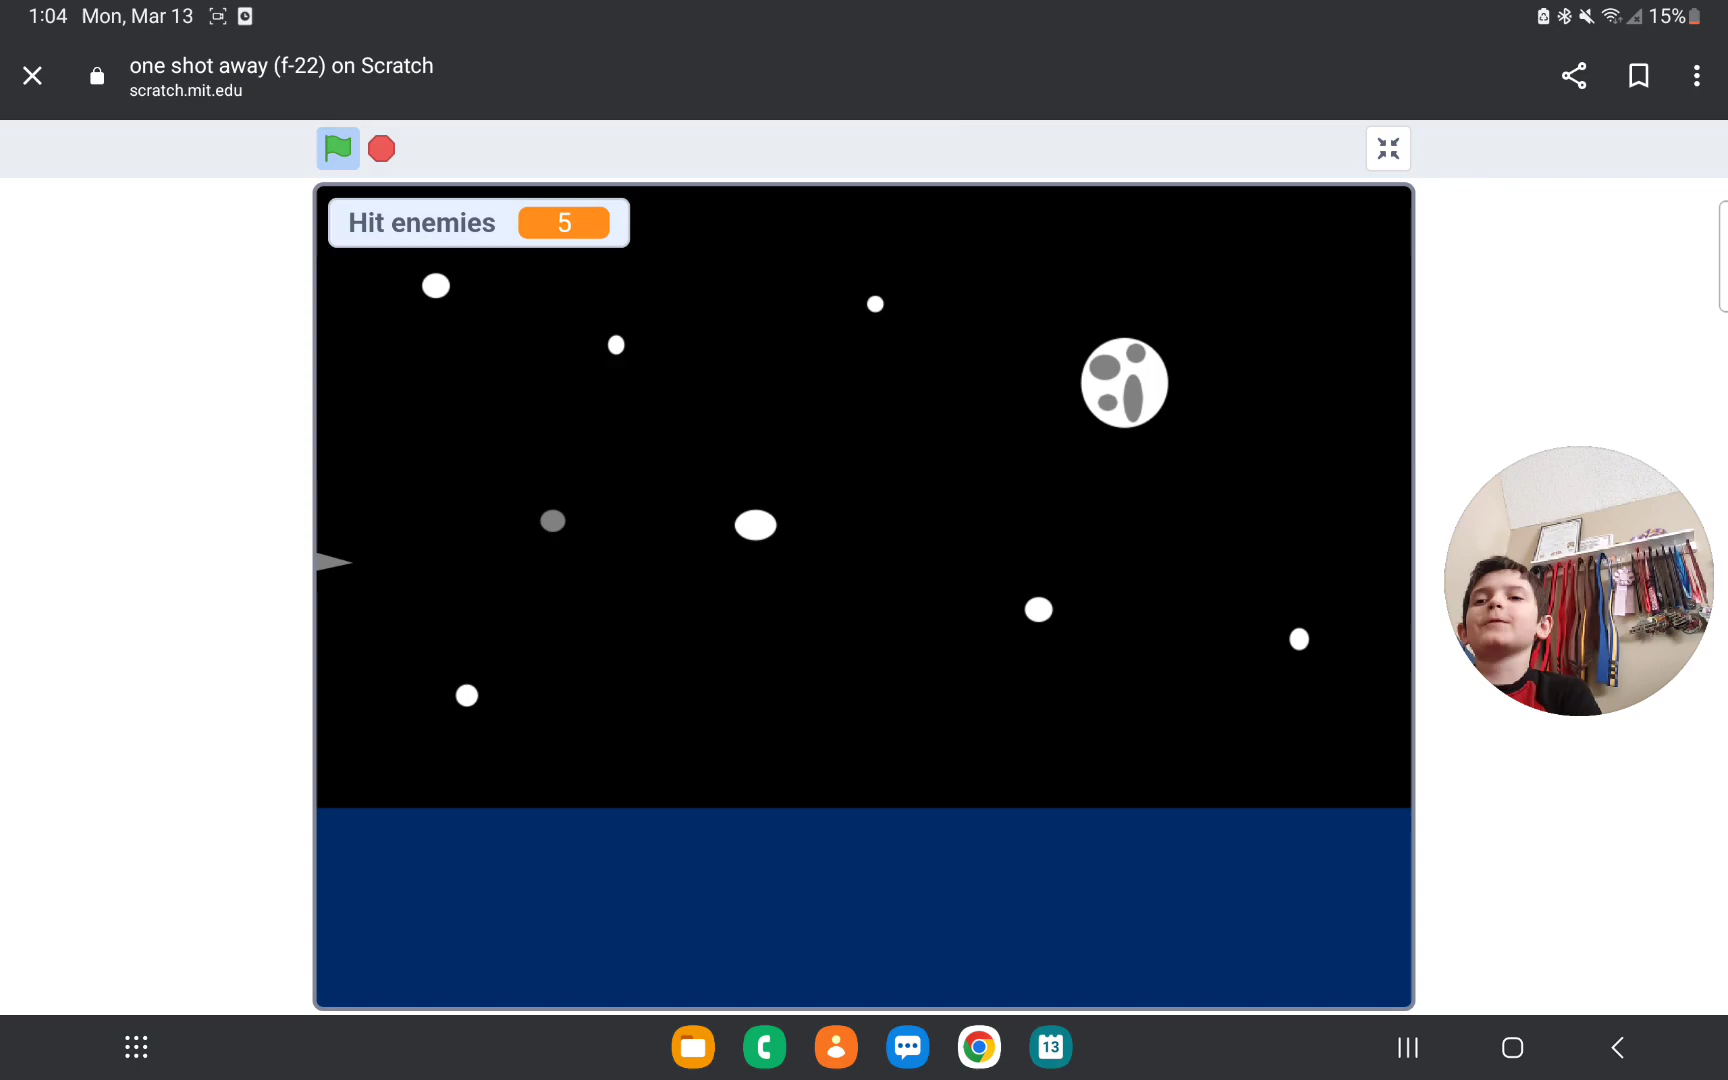 1:04 Mon, Mar 13
15%
one shot away (f-22) on Scratch
scratch.mit.edu
Hit enemies 5
13